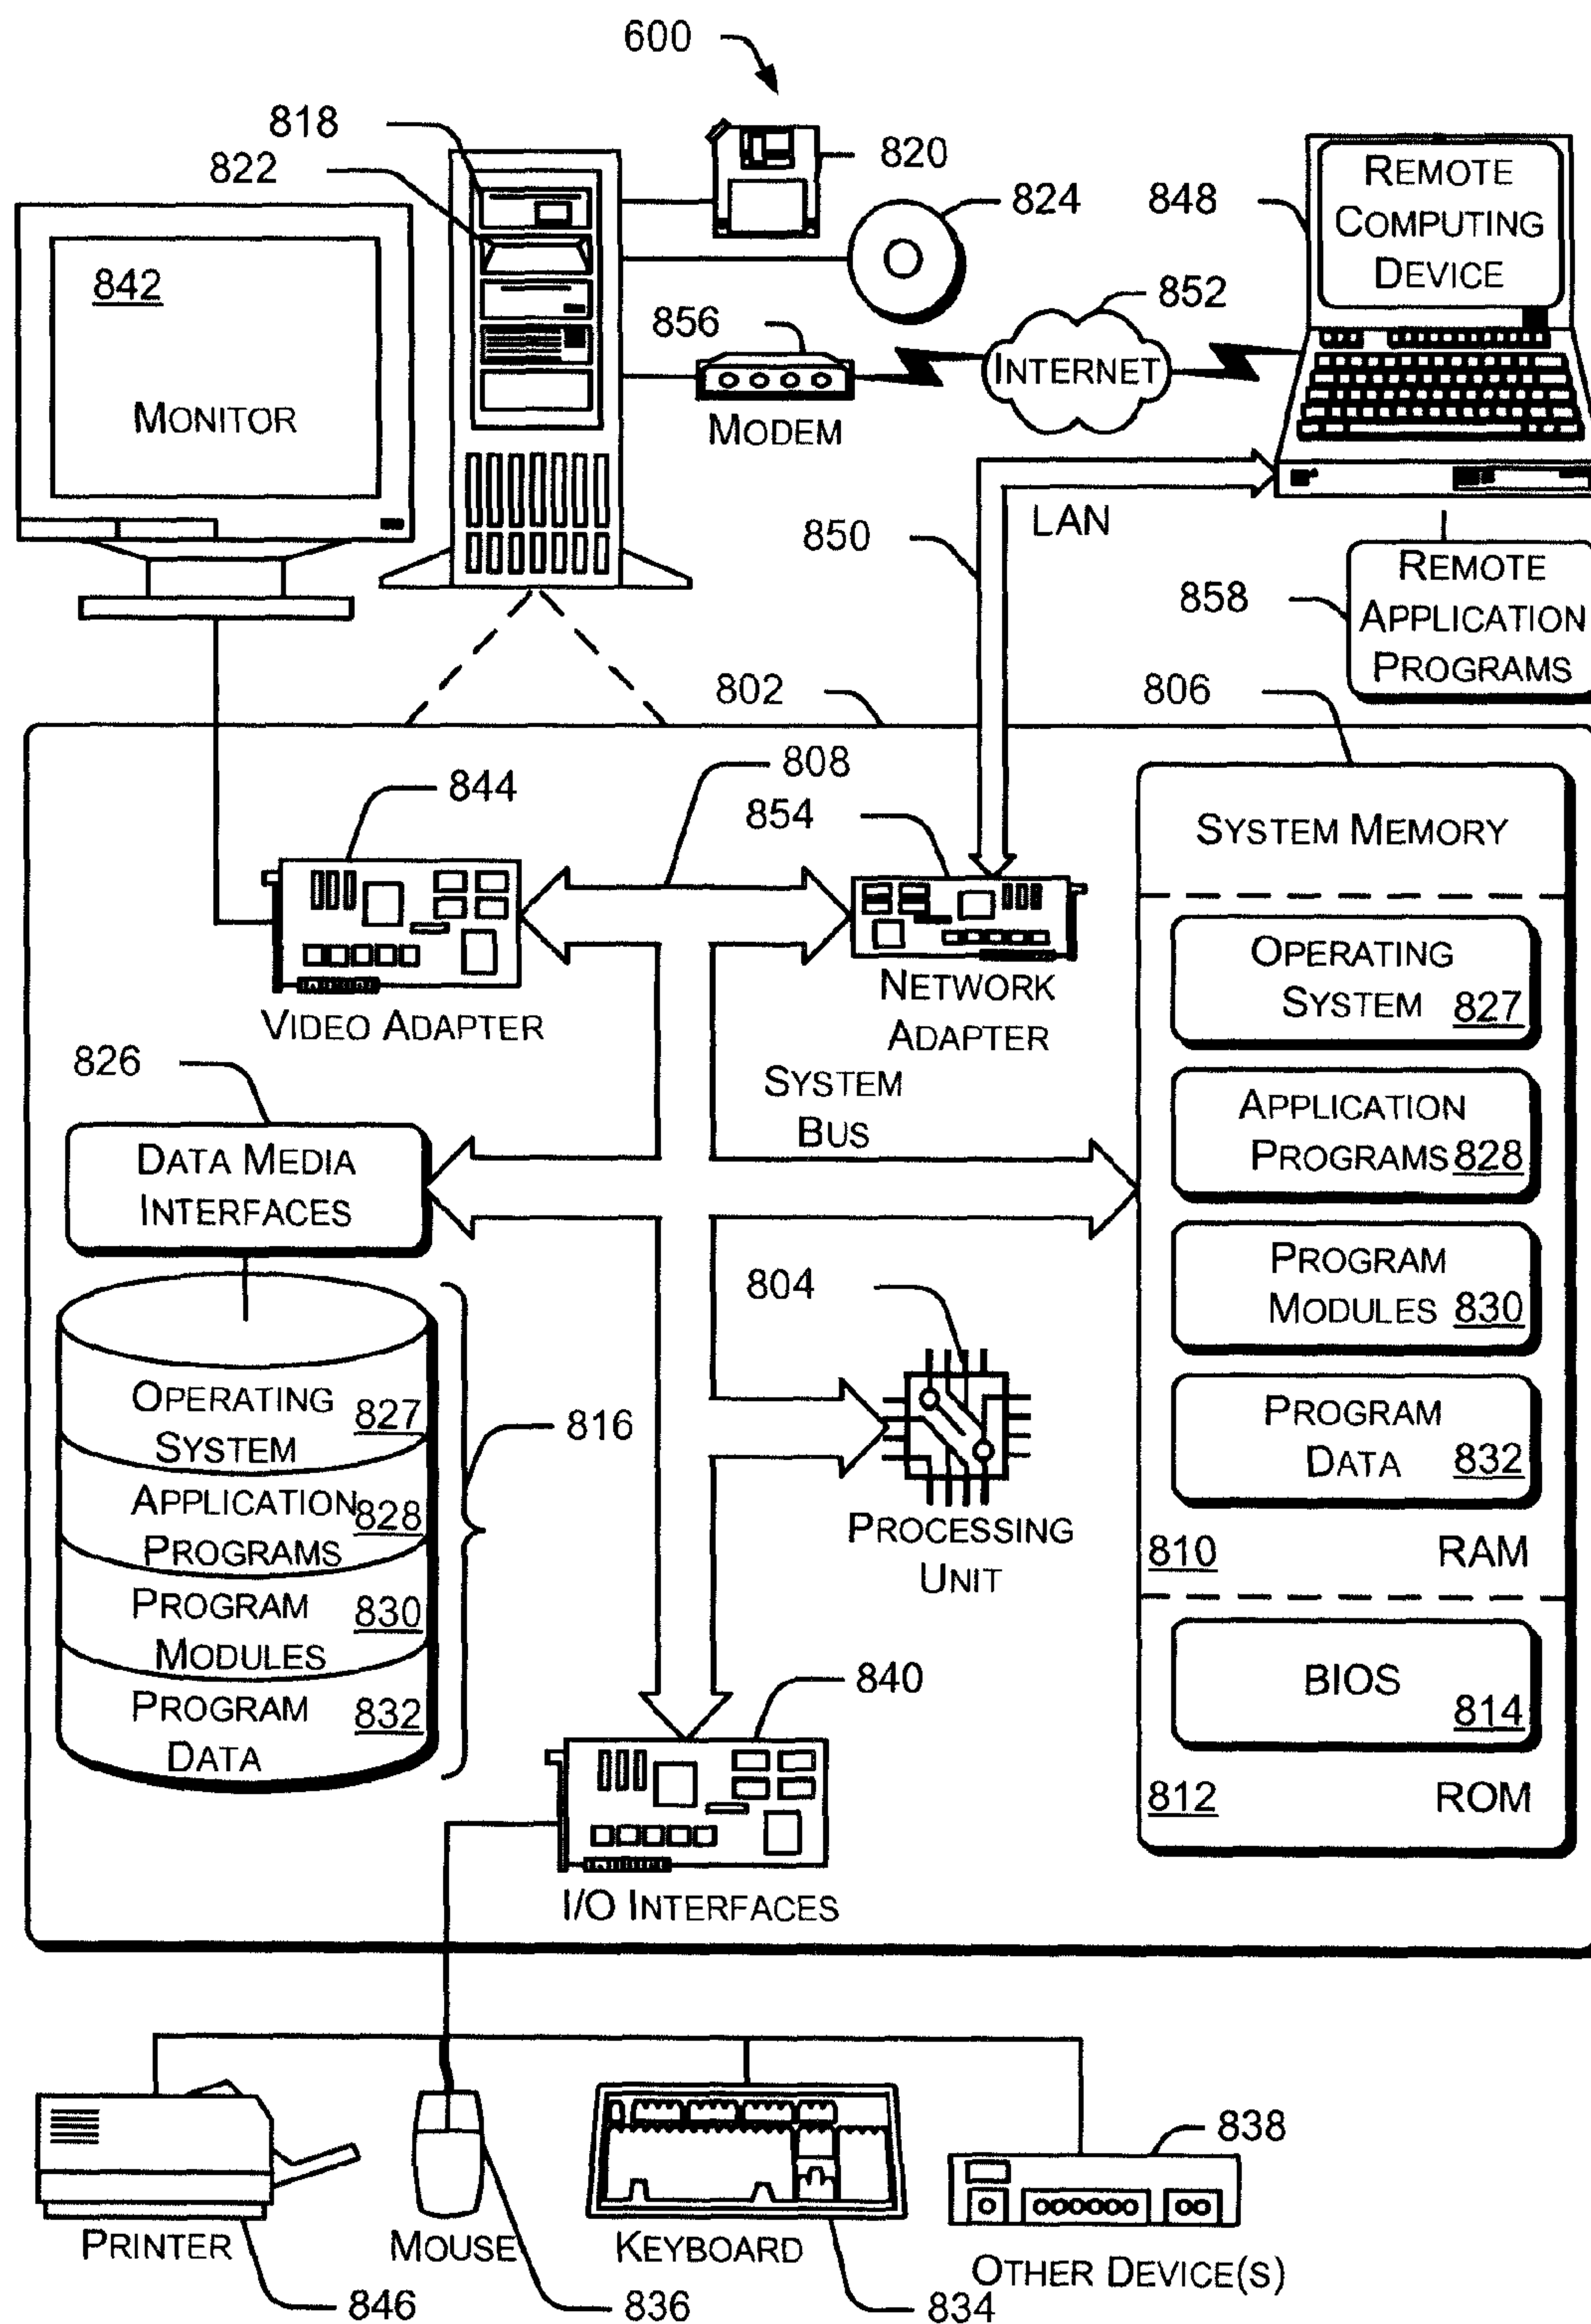 600
818
822
820
824
848
REMOTE
COMPUTING
DEVICE
842
MONITOR
856
MODEM
852
INTERNET
LAN
850
858
REMOTE
APPLICATION
PROGRAMS
802
806
808
844
854
VIDEO ADAPTER
NETWORK
ADAPTER
SYSTEM
BUS
SYSTEM MEMORY
OPERATING
SYSTEM 827
APPLICATION
PROGRAMS 828
PROGRAM
MODULES 830
PROGRAM
DATA 832
810 RAM
BIOS
814
812 ROM
826
DATA MEDIA
INTERFACES
804
PROCESSING
UNIT
OPERATING
SYSTEM 827
APPLICATION
PROGRAMS 828
PROGRAM
MODULES 830
PROGRAM
DATA 832
816
840
I/O INTERFACES
PRINTER
846
MOUSE
836
KEYBOARD
834
838
OTHER DEVICE(S)